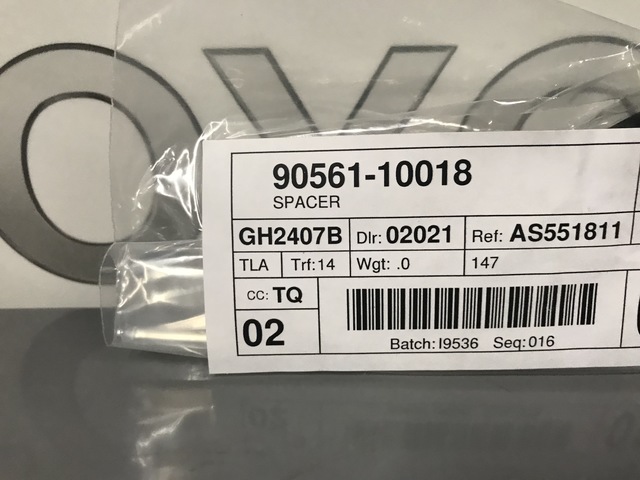 OYO
90561-10018
SPACER
GH2407B Dlr: 02021 Ref: AS551811
TLA Trf:14 Wgt: .0 147
CC: TQ
02
Batch:I9536 Seq:016